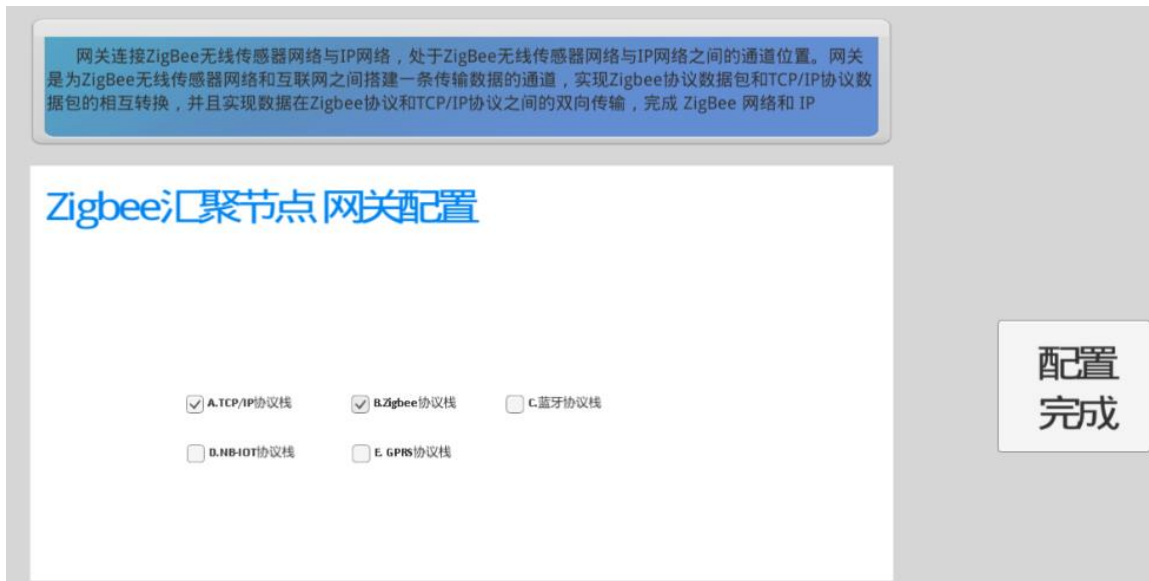 网关连接ZigBee无线传感器网络与IP网络，处于ZigBee无线传感器网络与IP网络之间的通道位置。网关
是为ZigBee无线传感器网络和互联网之间搭建一条传输数据的通道，实现Zigbee协议数据包和TCP/IP协议数
据包的相互转换，并且实现数据在Zigbee协议和TCP/IP协议之间的双向传输，完成 ZigBee 网络和 IP
Zigbee汇聚节点 网关配置
A.TCP/IP协议栈 B.Zigbee协议栈 C.蓝牙协议栈
D.NB-IOT协议栈 E. GPRS协议栈
配置
完成